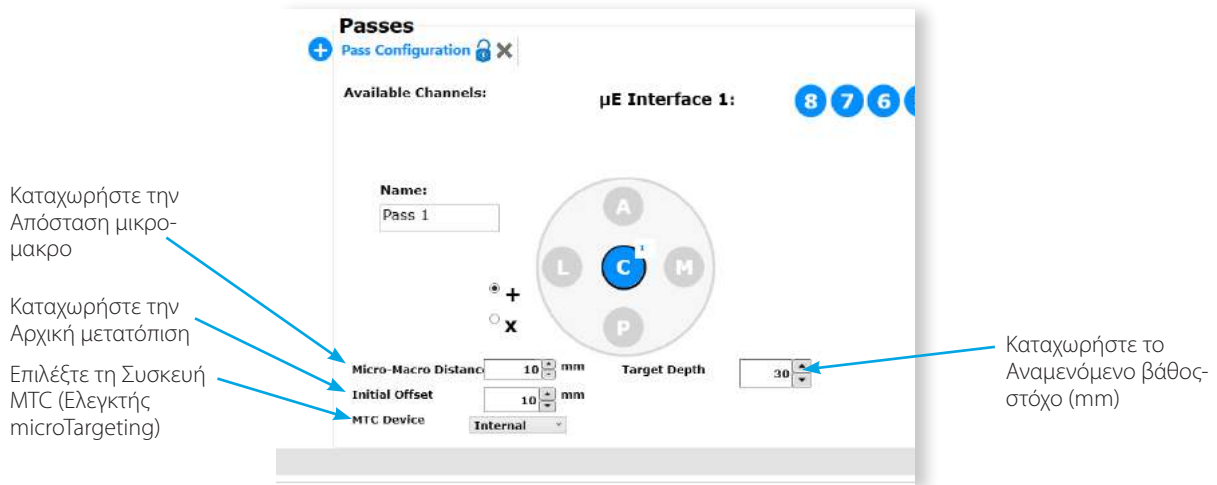 Passes
Pass Configuration
Available Channels:
µE Interface 1:
8 7 6
Name:
Pass 1
A
L C 1 M
P
+
x
Micro-Macro Distanc 10 mm
Target Depth 30
Initial Offset 10 mm
MTC Device Internal
Καταχωρήστε την
Απόσταση μικρο-
μακρο
Καταχωρήστε την
Αρχική μετατόπιση
Επιλέξτε τη Συσκευή
MTC (Ελεγκτής
microTargeting)
Καταχωρήστε το
Αναμενόμενο βάθος-
στόχο (mm)